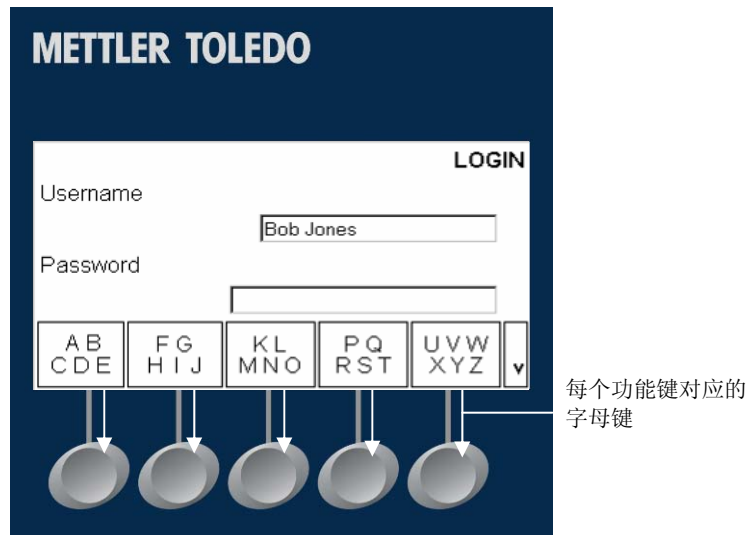 METTLER TOLEDO
LOGIN
Username
Bob Jones
Password
A B
C D E
F G
H I J
K L
M N O
P Q
R S T
U V W
X Y Z
v
每个功能键对应的
字母键